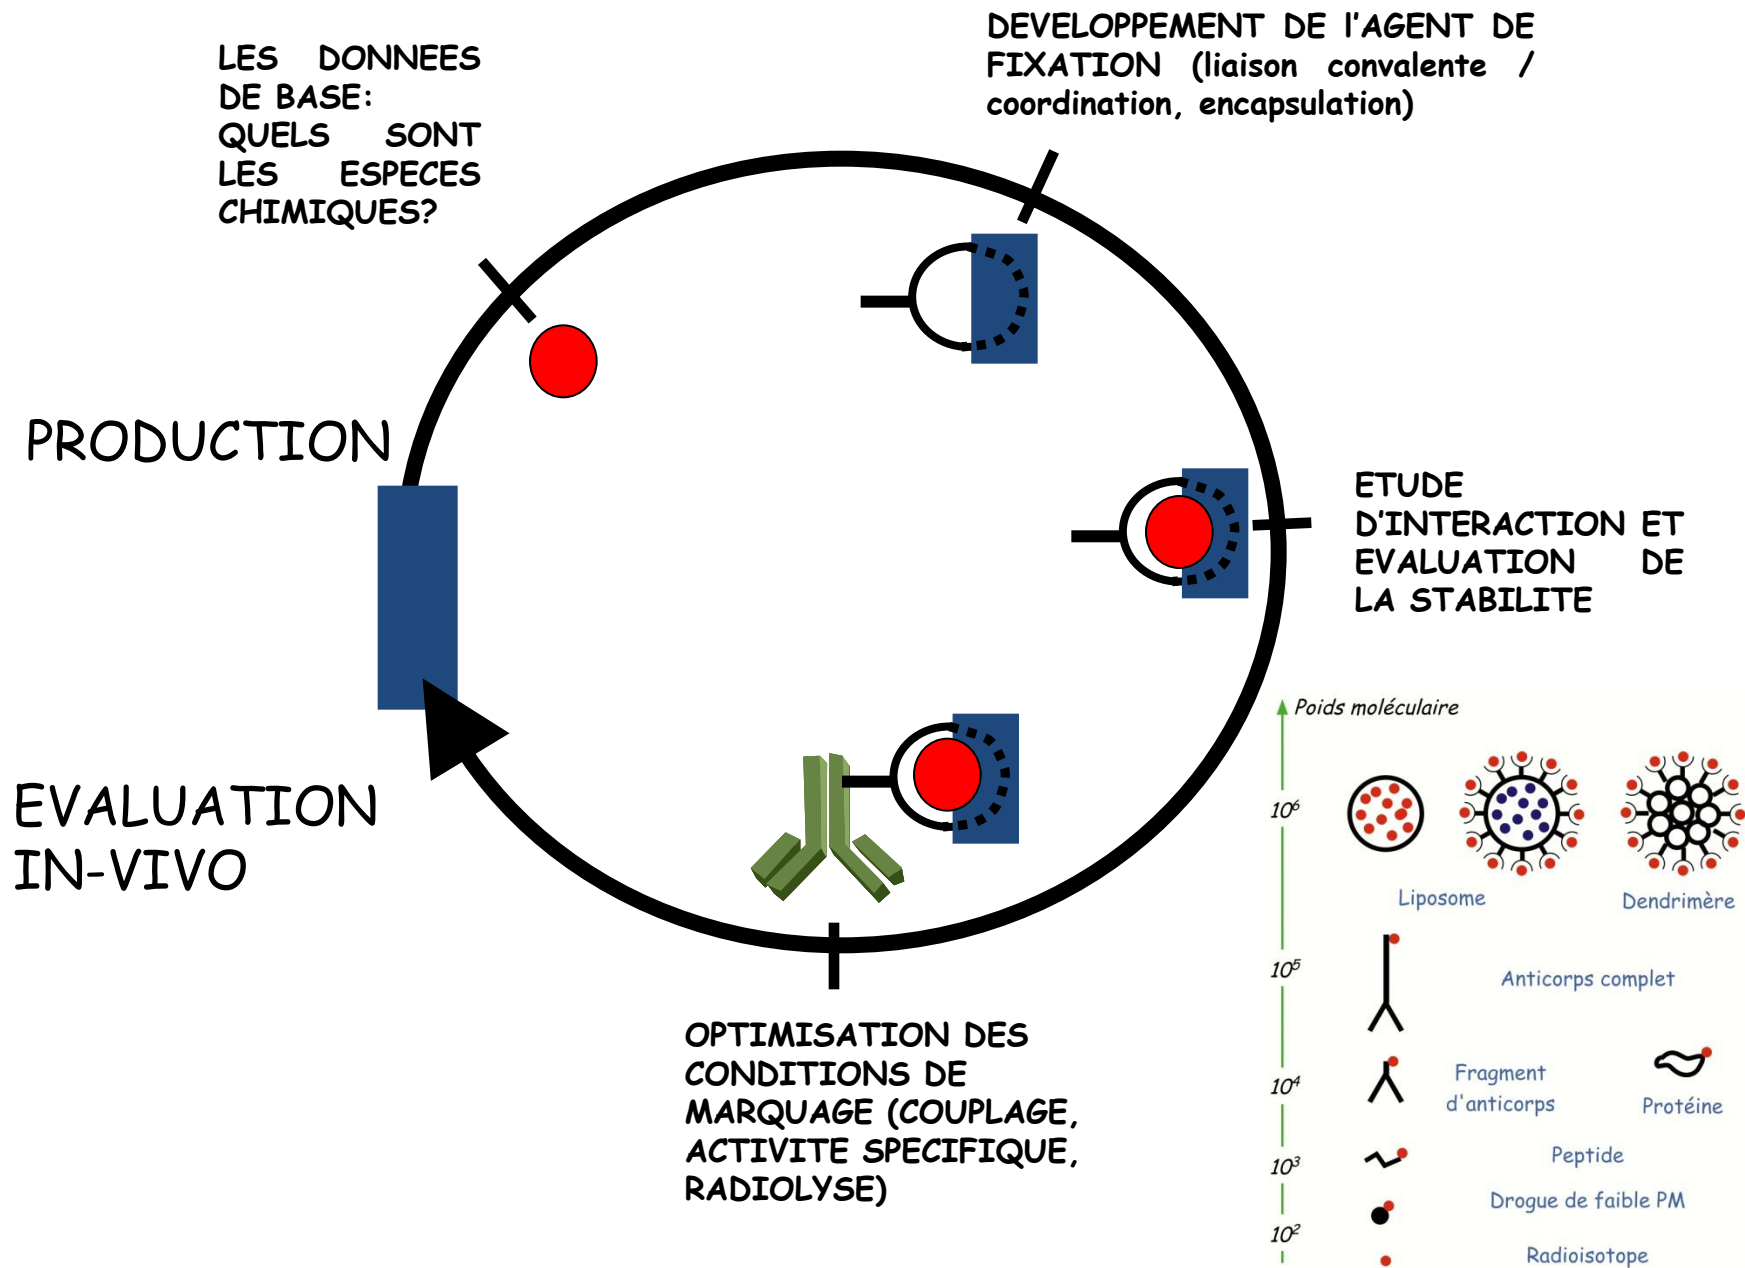 LES DONNEES
DE BASE:
QUELS SONT
LES ESPECES
CHIMIQUES?
DEVELOPPEMENT DE l'AGENT DE
FIXATION (liaison convalente /
coordination, encapsulation)
PRODUCTION
ETUDE
D'INTERACTION ET
EVALUATION DE
LA STABILITE
EVALUATION
IN-VIVO
OPTIMISATION DES
CONDITIONS DE
MARQUAGE (COUPLAGE,
ACTIVITE SPECIFIQUE,
RADIOLYSE)
Poids moléculaire
10⁶
Liposome
Dendrimère
10⁵
Anticorps complet
10⁴
Fragment
d'anticorps
Protéine
10³
Peptide
Drogue de faible PM
10²
Radioisotope